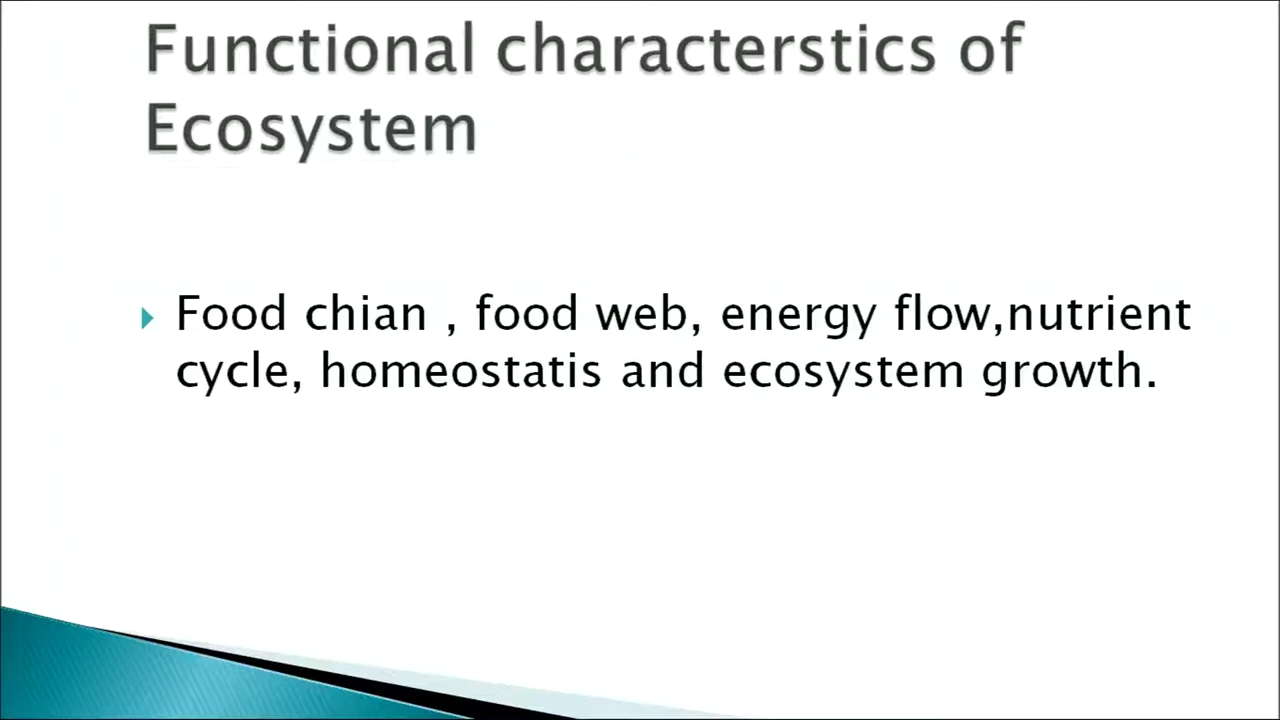 Functional characterstics of
Ecosystem
Food chian , food web, energy flow,nutrient
cycle, homeostatis and ecosystem growth.